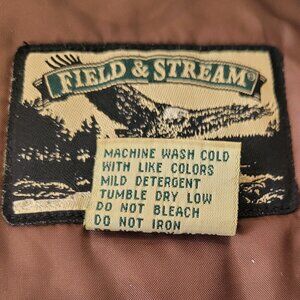 FIELD & STREAM®
MACHINE WASH COLD
WITH LIKE COLORS
MILD DETERGENT
TUMBLE DRY LOW
DO NOT BLEACH
DO NOT IRON